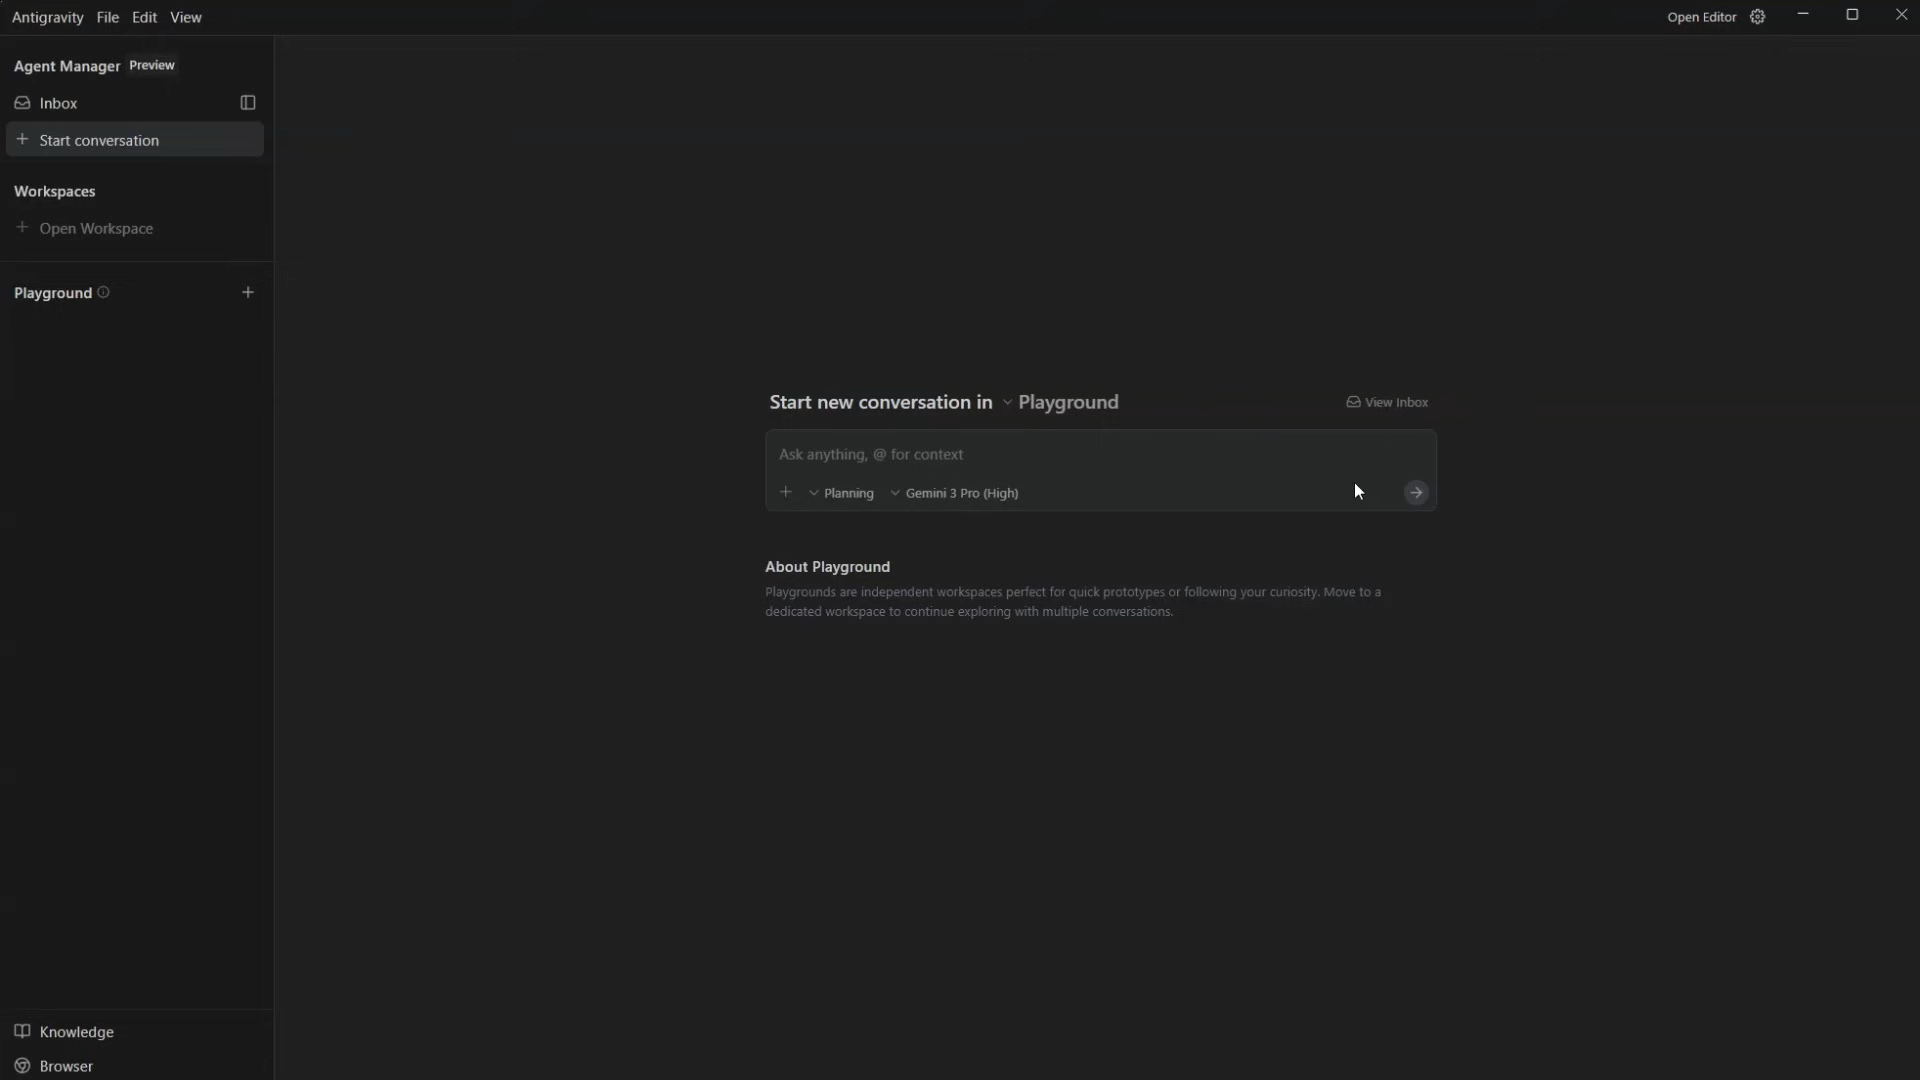 Antigravity File Edit View
Open Editor
Agent Manager Preview
Inbox
+ Start conversation
Workspaces
+ Open Workspace
Playground
Start new conversation in Playground
View Inbox
Ask anything, @ for context
Planning Gemini 3 Pro (High)
About Playground
Playgrounds are independent workspaces perfect for quick prototypes or following your curiosity. Move to a
dedicated workspace to continue exploring with multiple conversations.
Knowledge
Browser